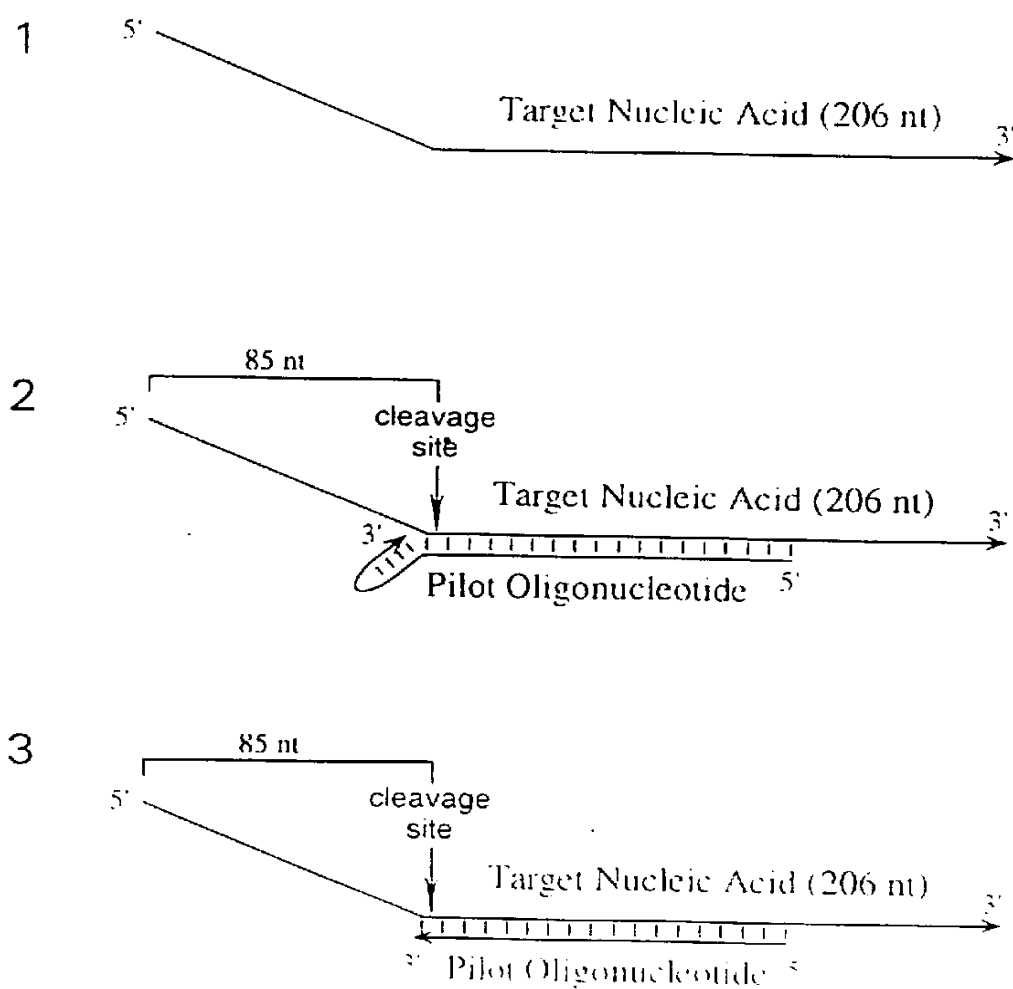 1
5'
Target Nucleic Acid (206 nt)
3'
2
85 nt
5'
cleavage
site
Target Nucleic Acid (206 nt)
3'
3'
Pilot Oligonucleotide
5'
3
85 nt
5'
cleavage
site
Target Nucleic Acid (206 nt)
3'
3'
Pilot Oligonucleotide
5'